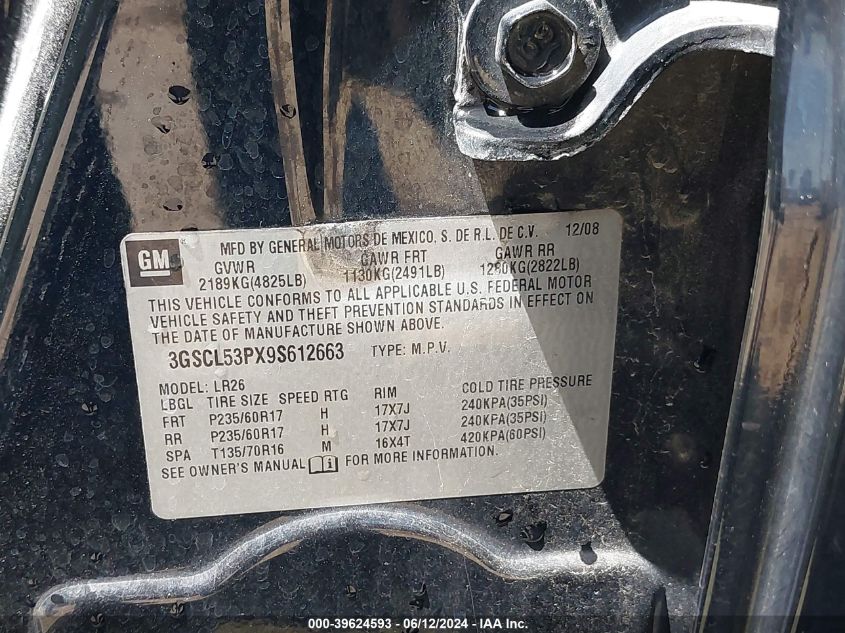 GM
MFD BY GENERAL MOTORS DE MEXICO, S. DE R.L. DE C.V. 12/08
GVWR GAWR FRT GAWR RR
2189KG(4825LB) 1130KG(2491LB) 1280KG(2822LB)
THIS VEHICLE CONFORMS TO ALL APPLICABLE U.S. FEDERAL MOTOR
VEHICLE SAFETY AND THEFT PREVENTION STANDARDS IN EFFECT ON
THE DATE OF MANUFACTURE SHOWN ABOVE.
3GSCL53PX9S612663 TYPE: M.P.V.
MODEL: LR26
LBGL TIRE SIZE SPEED RTG RIM COLD TIRE PRESSURE
FRT P235/60R17 H 17X7J 240KPA(35PSI)
RR P235/60R17 H 17X7J 240KPA(35PSI)
SPA T135/70R16 M 16X4T 420KPA(60PSI)
SEE OWNER'S MANUAL FOR MORE INFORMATION.
000-39624593 - 06/12/2024 - IAA Inc.